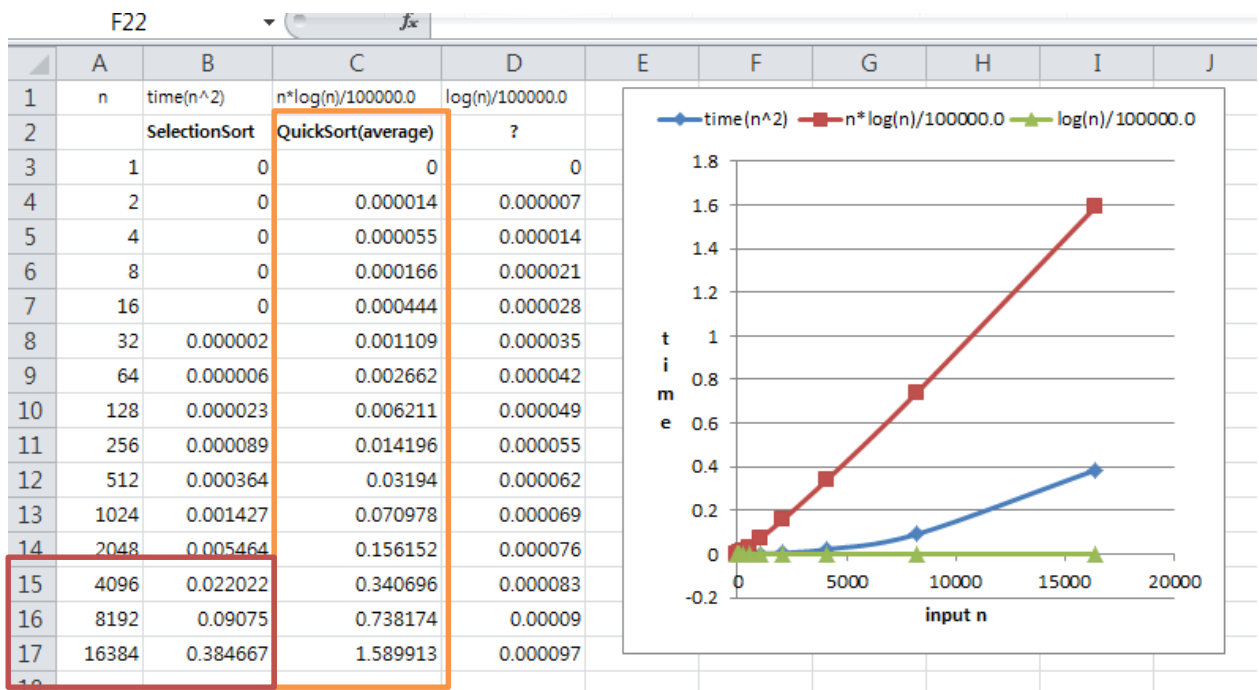 F22 fx
A B C D E F G H I J
1 n time(n^2) n*log(n)/100000.0 log(n)/100000.0
2 SelectionSort QuickSort(average) ?
3 1 0 0 0
4 2 0 0.000014 0.000007
5 4 0 0.000055 0.000014
6 8 0 0.000166 0.000021
7 16 0 0.000444 0.000028
8 32 0.000002 0.001109 0.000035
9 64 0.000006 0.002662 0.000042
10 128 0.000023 0.006211 0.000049
11 256 0.000089 0.014196 0.000055
12 512 0.000364 0.03194 0.000062
13 1024 0.001427 0.070978 0.000069
14 2048 0.005464 0.156152 0.000076
15 4096 0.022022 0.340696 0.000083
16 8192 0.09075 0.738174 0.00009
17 16384 0.384667 1.589913 0.000097
time(n^2) n*log(n)/100000.0 log(n)/100000.0
1.8
1.6
1.4
1.2
1
0.8
0.6
0.4
0.2
0
-0.2
time
0 5000 10000 15000 20000
input n